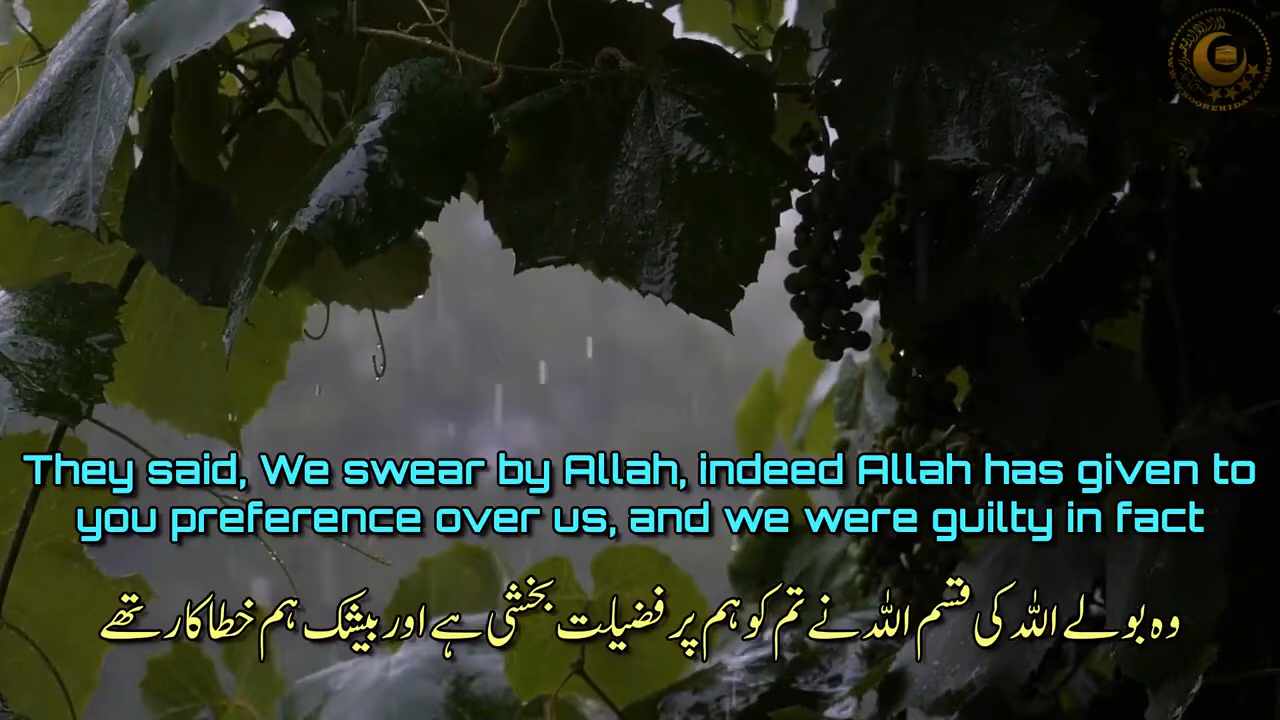 They said, We swear by Allah, indeed Allah has given to
you preference over us, and we were guilty in fact
وہ بولے اللہ کی قسم اللہ نے تم کو ہم پر فضیلت بخشی ہے اور بیشک ہم خطاکار تھے